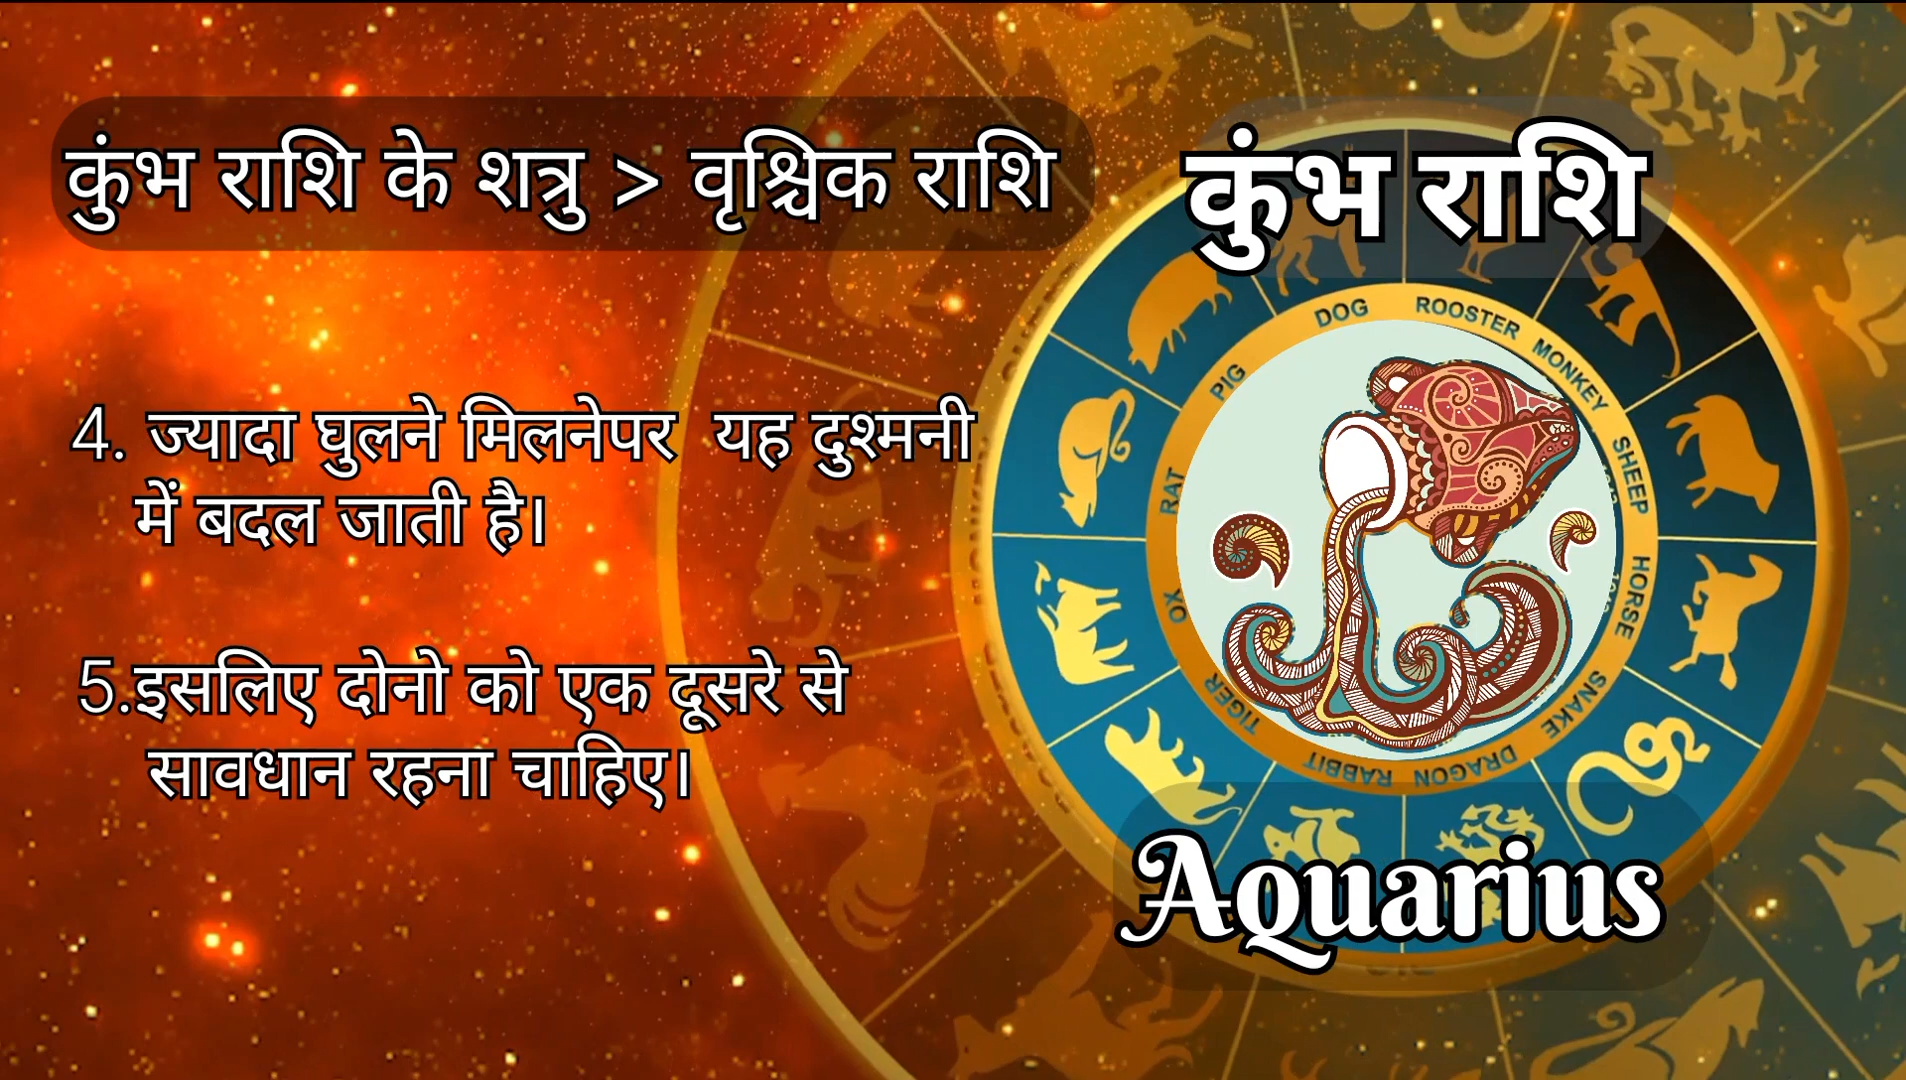 कुंभ राशि के शत्रु > वृश्चिक राशि
कुंभ राशि
4. ज्यादा घुलने मिलनेपर यह दुश्मनी
में बदल जाती है।
5.इसलिए दोनो को एक दूसरे से
सावधान रहना चाहिए।
DOG
ROOSTER
MONKEY
SHEEP
HORSE
SNAKE
DRAGON
RABBIT
TIGER
OX
RAT
PIG
Aquarius